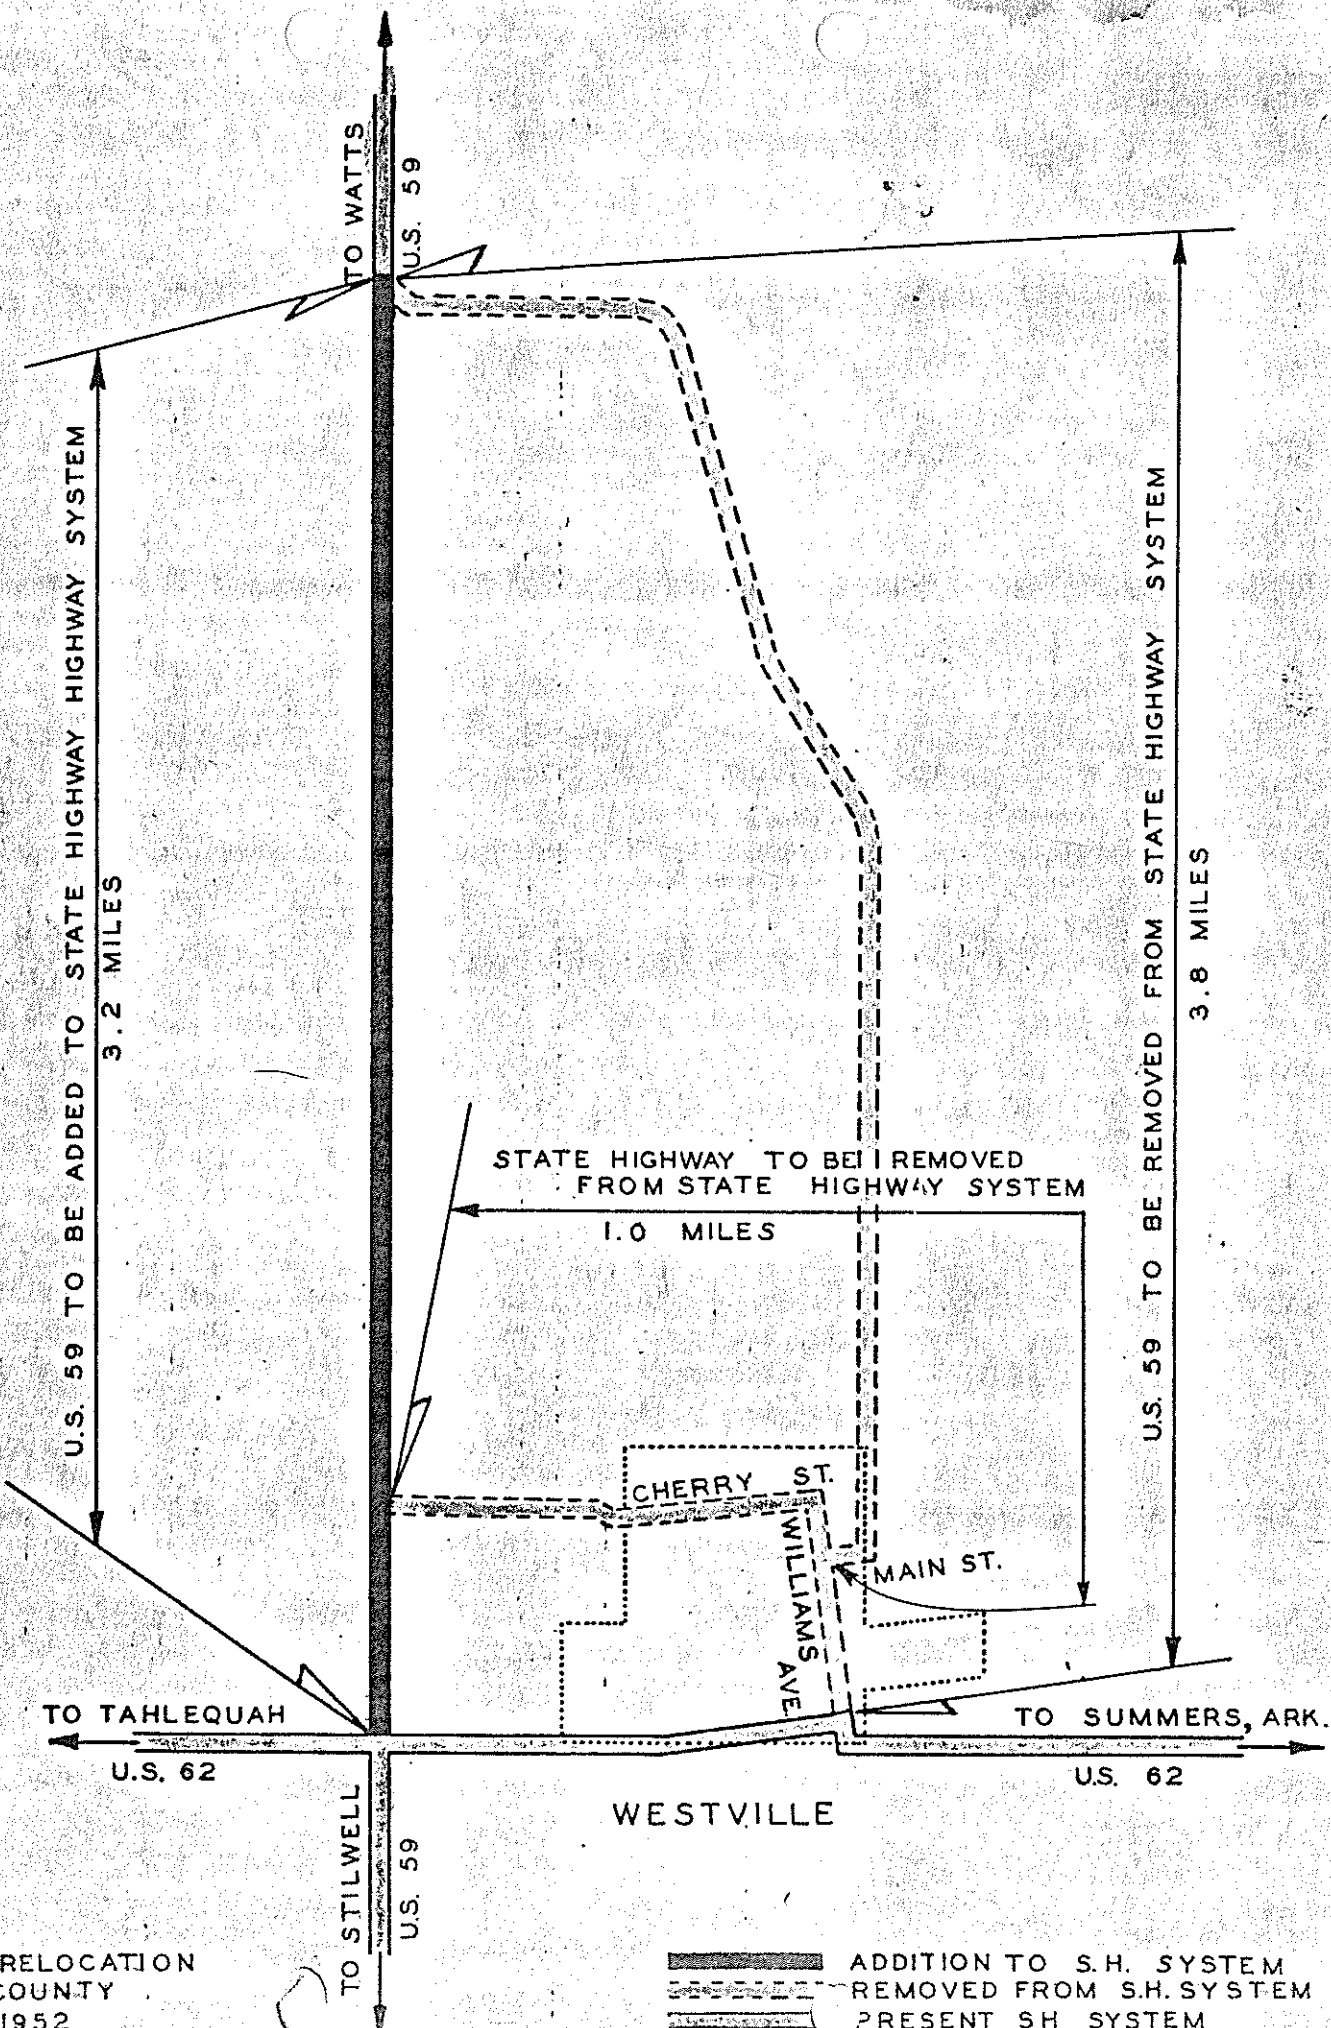 TO WATTS
U.S. 59
U.S. 59 TO BE ADDED TO STATE HIGHWAY HIGHWAY SYSTEM
3.2 MILES
U.S. 59 TO BE REMOVED FROM STATE HIGHWAY SYSTEM
3.8 MILES
STATE HIGHWAY TO BE REMOVED
FROM STATE HIGHWAY SYSTEM
1.0 MILES
CHERRY ST.
WILLIAMS AVE.
MAIN ST.
TO TAHLEQUAH
U.S. 62
TO SUMMERS, ARK.
U.S. 62
WESTVILLE
TO STILWELL
U.S. 59
RELOCATION
COUNTY
1952
ADDITION TO S.H. SYSTEM
REMOVED FROM S.H. SYSTEM
PRESENT SH SYSTEM